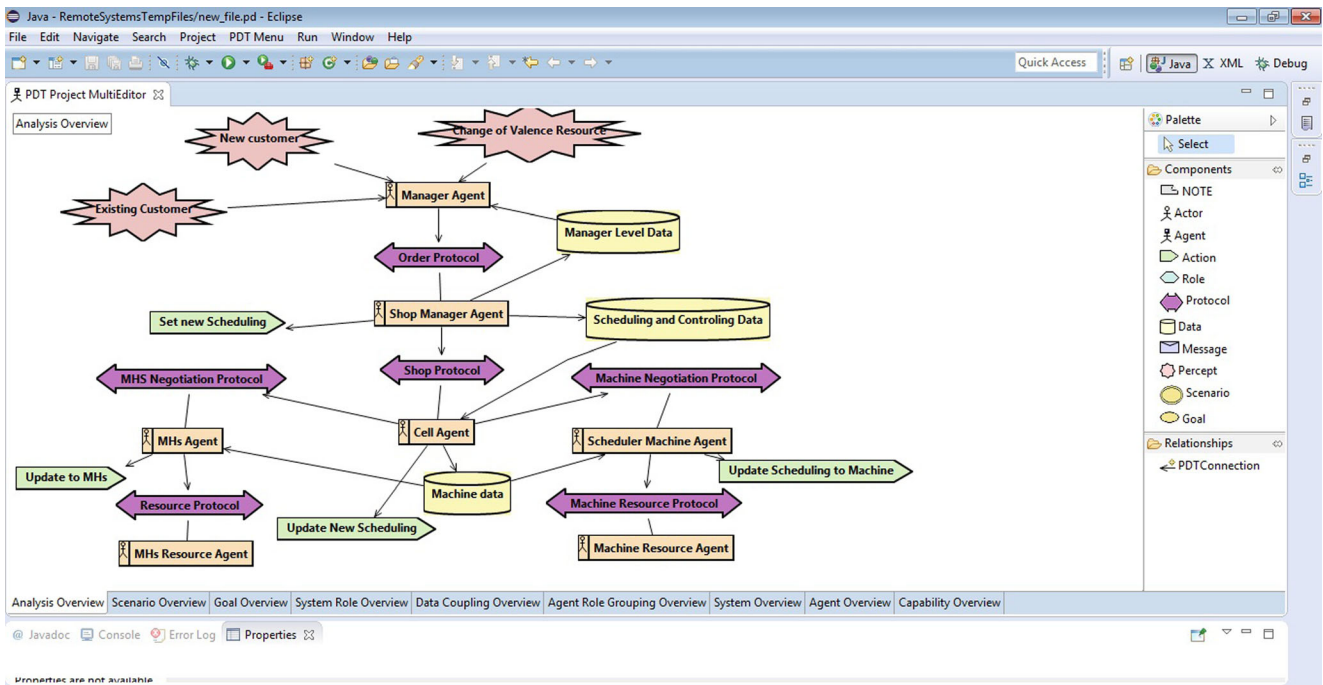 Java - RemoteSystemsTempFiles/new_file.pd - Eclipse
File Edit Navigate Search Project PDT Menu Run Window Help
Quick Access
Java
XML
Debug
PDT Project MultiEditor
Analysis Overview
New customer
Change of Valence Resource
Existing Customer
Manager Agent
Manager Level Data
Order Protocol
Set new Scheduling
Shop Manager Agent
Scheduling and Controling Data
MHS Negotiation Protocol
Shop Protocol
Machine Negotiation Protocol
MHs Agent
Cell Agent
Scheduler Machine Agent
Update to MHs
Machine data
Update Scheduling to Machine
Resource Protocol
Machine Resource Protocol
Update New Scheduling
MHs Resource Agent
Machine Resource Agent
Palette
Select
Components
NOTE
Actor
Agent
Action
Role
Protocol
Data
Message
Percept
Scenario
Goal
Relationships
PDTConnection
Analysis Overview Scenario Overview Goal Overview System Role Overview Data Coupling Overview Agent Role Grouping Overview System Overview Agent Overview Capability Overview
@ Javadoc Console Error Log Properties
Properties are not available